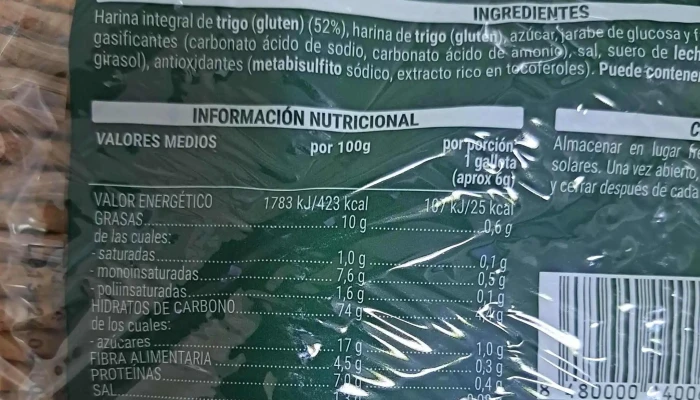 INGREDIENTES
Harina integral de trigo (gluten) (52%), harina de trigo (gluten), azúcar, jarabe de glucosa y f
gasificantes (carbonato ácido de sodio, carbonato ácido de amonio), sal, suero de lech
girasol), antioxidantes (metabisulfito sódico, extracto rico en tocoferoles). Puede contener
INFORMACIÓN NUTRICIONAL
VALORES MEDIOS por 100g por porción
1 galleta
(aprox 6g)
VALOR ENERGÉTICO 1783 kJ/423 kcal 107 kJ/25 kcal
GRASAS 10 g 0,6 g
de las cuales:
- saturadas 1,0 g 0,1 g
- monoinsaturadas 7,6 g 0,5 g
- poliinsaturadas 1,6 g 0,1 g
HIDRATOS DE CARBONO 74 g
de los cuales:
- azúcares 17 g 1,0 g
FIBRA ALIMENTARIA 4,5 g 0,3 g
PROTEÍNAS 7,0 g 0,4 g
SAL
C
Almacenar en lugar fre
solares. Una vez abierto,
y cerrar después de cada
8 480000 400